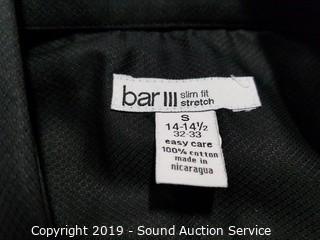 bar III slim fit
stretch
S
14-14½
32-33
easy care
100% cotton
made in
nicaragua
Copyright 2019 - Sound Auction Service